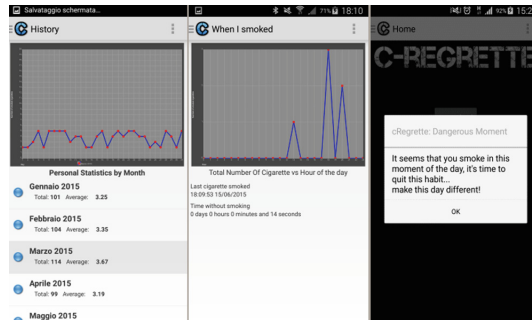 Salvataggio schermata...
History
Personal Statistics by Month
Gennaio 2015
Total: 101 Average: 3.25
Febbraio 2015
Total: 104 Average: 3.35
Marzo 2015
Total: 114 Average: 3.67
Aprile 2015
Total: 99 Average: 3.19
Maggio 2015
71% 18:10
When I smoked
Total Number Of Cigarette vs Hour of the day
Last cigarette smoked
18:09:53 15/06/2015
Time without smoking
0 days 0 hours 0 minutes and 14 seconds
92% 15:2
Home
C-REGRETTE
cRegrette: Dangerous Moment
It seems that you smoke in this
moment of the day, it's time to
quit this habit...
make this day different!
OK